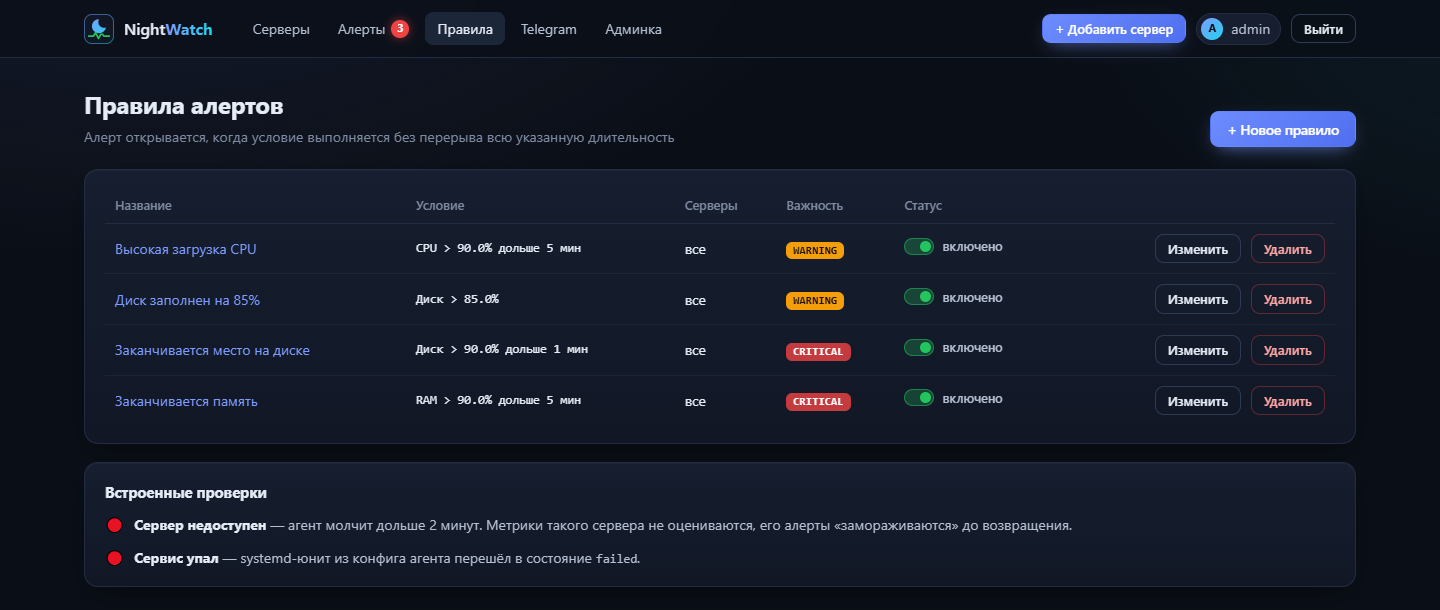 NightWatch Серверы Алерты 3 Правила Telegram Админка + Добавить сервер A admin Выйти
Правила алертов
Алерт открывается, когда условие выполняется без перерыва всю указанную длительность
+ Новое правило
Название Условие Серверы Важность Статус
Высокая загрузка CPU CPU > 90.0% дольше 5 мин все WARNING включено Изменить Удалить
Диск заполнен на 85% Диск > 85.0% все WARNING включено Изменить Удалить
Заканчивается место на диске Диск > 90.0% дольше 1 мин все CRITICAL включено Изменить Удалить
Заканчивается память RAM > 90.0% дольше 5 мин все CRITICAL включено Изменить Удалить
Встроенные проверки
Сервер недоступен — агент молчит дольше 2 минут. Метрики такого сервера не оцениваются, его алерты «замораживаются» до возвращения.
Сервис упал — systemd-юнит из конфига агента перешёл в состояние failed.